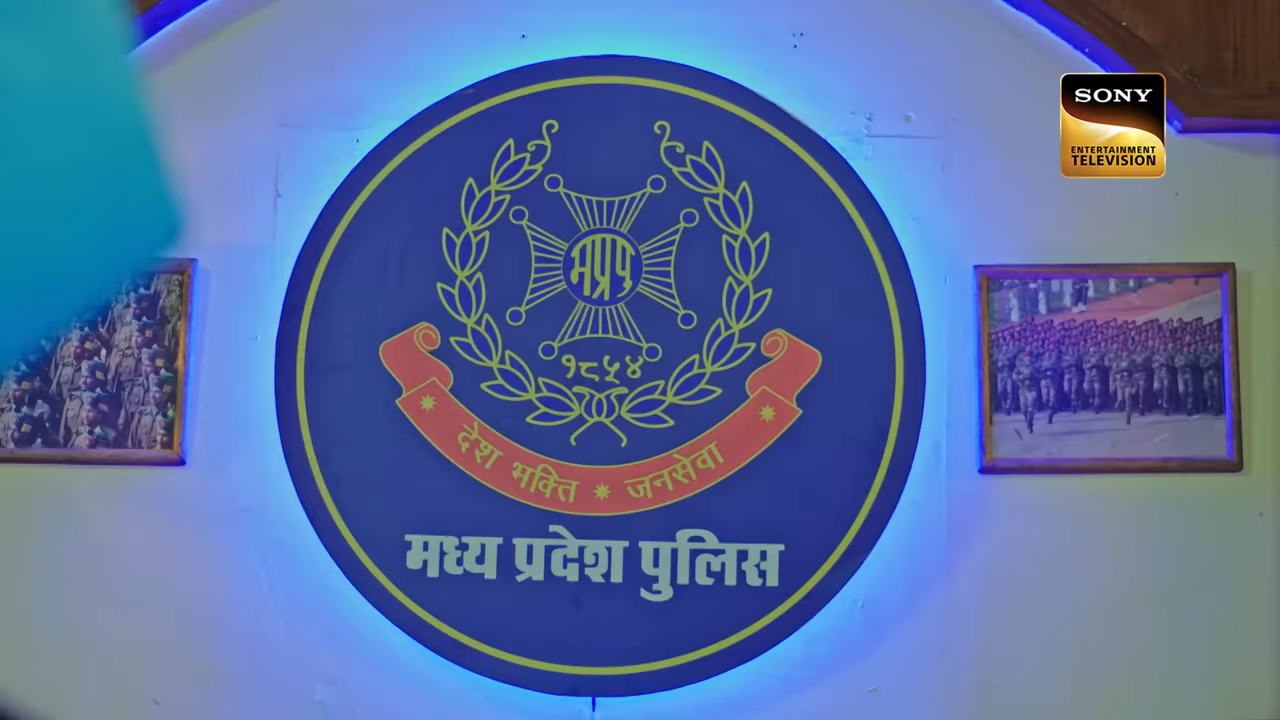 SONY
ENTERTAINMENT
TELEVISION
मप्रपु
१८५४
देश भक्ति * जनसेवा
मध्य प्रदेश पुलिस